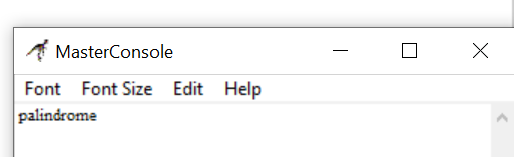 MasterConsole
Font Font Size Edit Help
palindrome